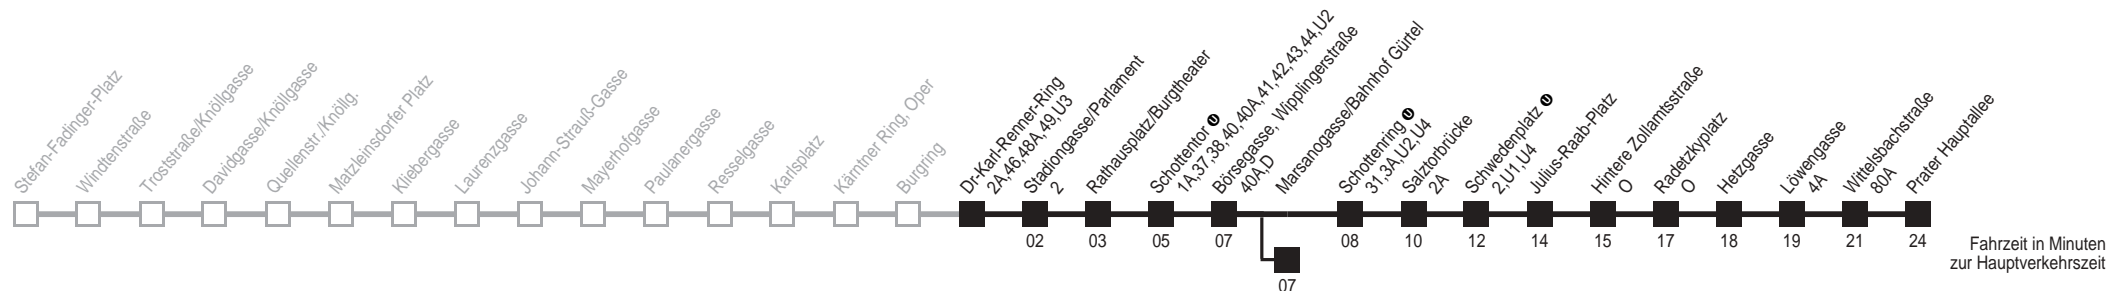 Stefan-Fadinger-Platz
Windtenstraße
Troststraße/Knöllgasse
Davidgasse/Knöllgasse
Quellenstr./Knöllg.
Matzleinsdorfer Platz
Kliebergasse
Laurenzgasse
Johann-Strauß-Gasse
Mayerhofgasse
Paulanergasse
Resselgasse
Karlsplatz
Kärntner Ring, Oper
Burgring
Dr-Karl-Renner-Ring
2A,46,48A,49,U3
Stadiongasse/Parlament
2
Rathausplatz/Burgtheater
Schottentor U
1A,37,38,40,40A,41,42,43,44,U2
Börsegasse, Wipplingerstraße
40A,D
Marsanogasse/Bahnhof Gürtel
Schottenring U
31,3A,U2,U4
Salztorbrücke
2A
Schwedenplatz U
2,U1,U4
Julius-Raab-Platz
Hintere Zollamtsstraße
O
Radetzkyplatz
O
Hetzgasse
Löwengasse
4A
Wittelsbachstraße
80A
Prater Hauptallee
02 03 05 07 08 10 12 14 15 17 18 19 21 24
07
Fahrzeit in Minuten
zur Hauptverkehrszeit